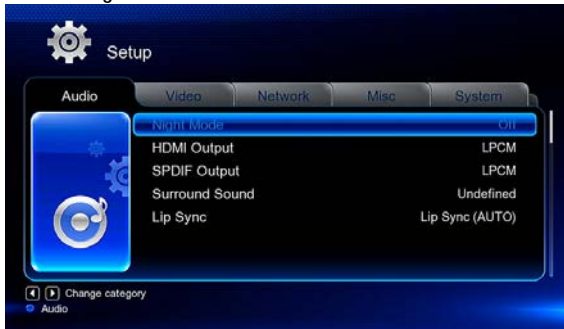 Setup
Audio Video Network Misc System
Night Mode Off
HDMI Output LPCM
SPDIF Output LPCM
Surround Sound Undefined
Lip Sync Lip Sync (AUTO)
Change category
Audio